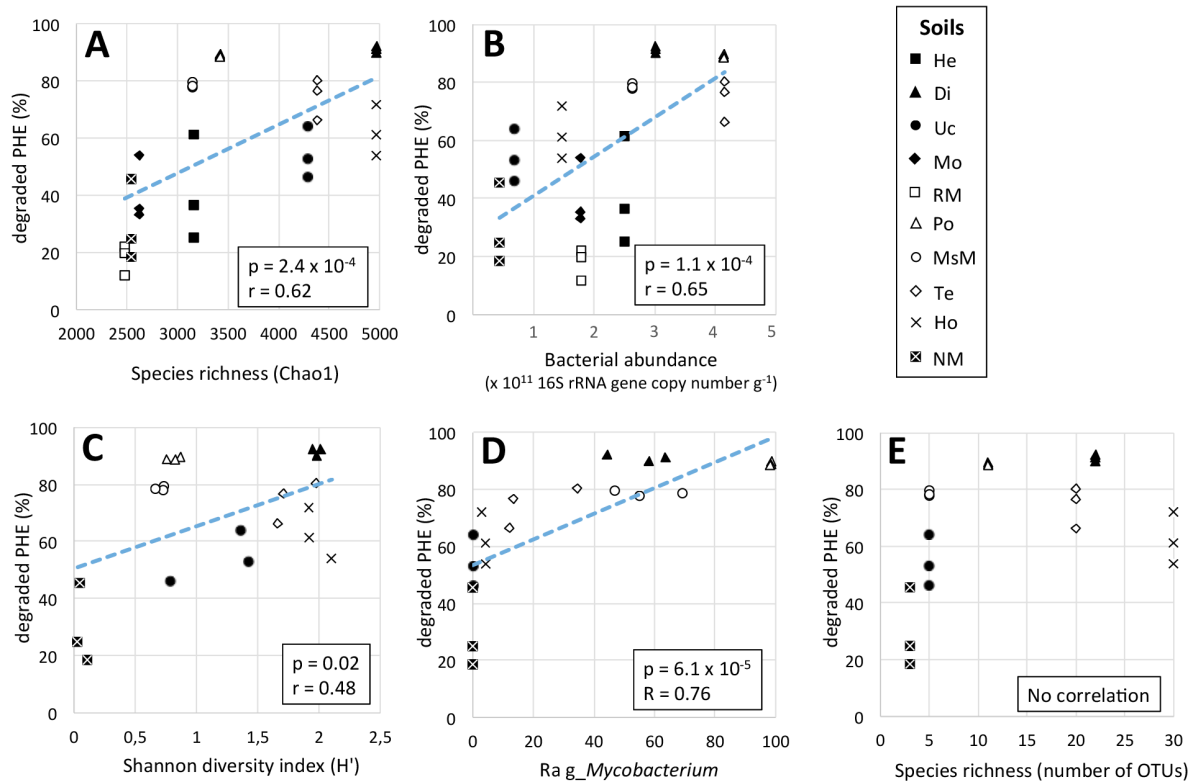 A
degraded PHE (%)
100
80
60
40
20
0
2000 2500 3000 3500 4000 4500 5000
Species richness (Chao1)
p = 2.4 x 10⁻⁴
r = 0.62
B
degraded PHE (%)
100
80
60
40
20
0
1 2 3 4 5
Bacterial abundance
(x 10¹¹ 16S rRNA gene copy number g⁻¹)
p = 1.1 x 10⁻⁴
r = 0.65
Soils
He
Di
Uc
Mo
RM
Po
MsM
Te
Ho
NM
C
degraded PHE (%)
100
80
60
40
20
0
0 0,5 1 1,5 2 2,5
Shannon diversity index (H')
p = 0.02
r = 0.48
D
degraded PHE (%)
100
80
60
40
20
0
0 20 40 60 80 100
Ra g_Mycobacterium
p = 6.1 x 10⁻⁵
R = 0.76
E
degraded PHE (%)
100
80
60
40
20
0
0 5 10 15 20 25 30
Species richness (number of OTUs)
No correlation